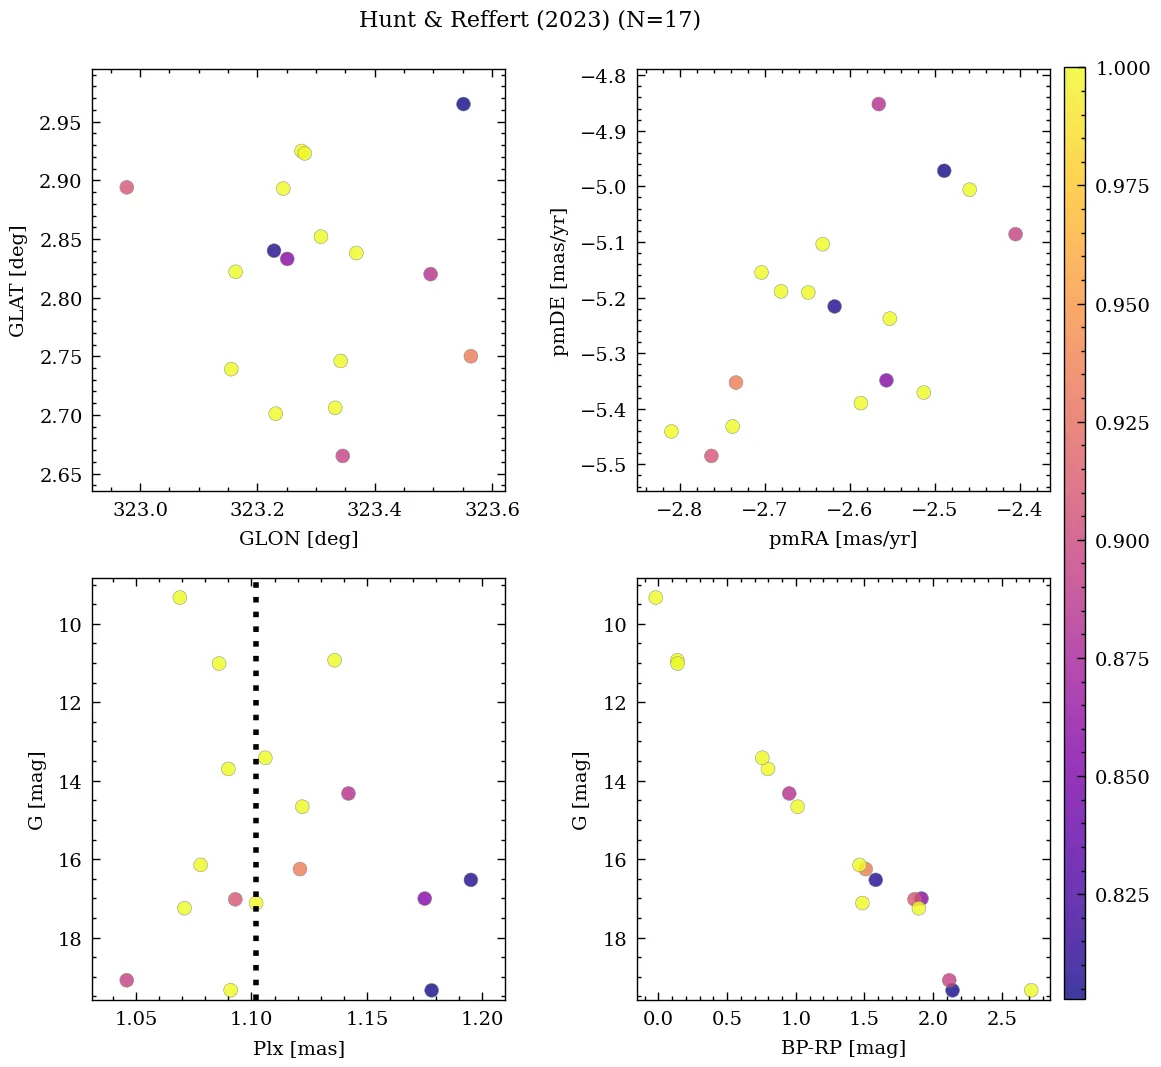 Hunt & Reffert (2023) (N=17)
2.95
2.90
2.85
2.80
2.75
2.70
2.65
GLAT [deg]
323.0 323.2 323.4 323.6
GLON [deg]
−4.8
−4.9
−5.0
−5.1
−5.2
−5.3
−5.4
−5.5
pmDE [mas/yr]
−2.8 −2.7 −2.6 −2.5 −2.4
pmRA [mas/yr]
10
12
14
16
18
G [mag]
1.05 1.10 1.15 1.20
Plx [mas]
10
12
14
16
18
G [mag]
0.0 0.5 1.0 1.5 2.0 2.5
BP-RP [mag]
1.000
0.975
0.950
0.925
0.900
0.875
0.850
0.825